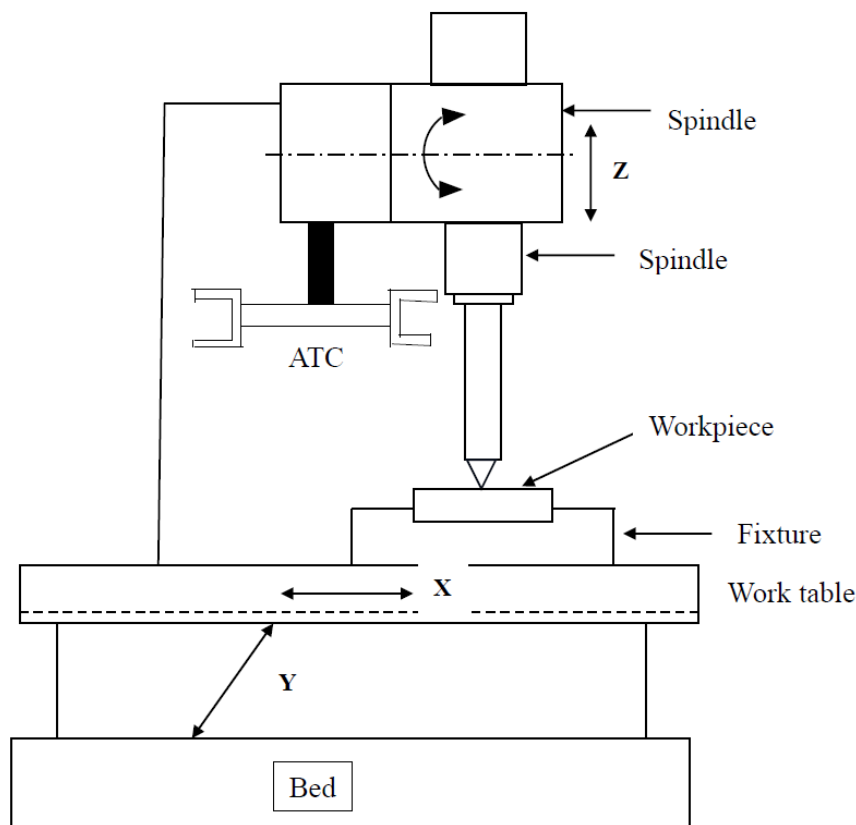 Spindle
Z
Spindle
ATC
Workpiece
Fixture
X
Work table
Y
Bed